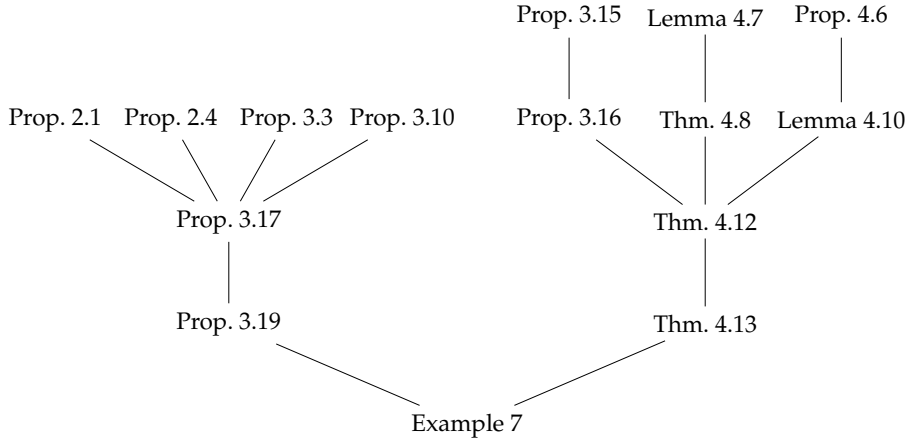 Prop. 3.15 Lemma 4.7 Prop. 4.6
Prop. 2.1 Prop. 2.4 Prop. 3.3 Prop. 3.10 Prop. 3.16 Thm. 4.8 Lemma 4.10
Prop. 3.17 Thm. 4.12
Prop. 3.19 Thm. 4.13
Example 7